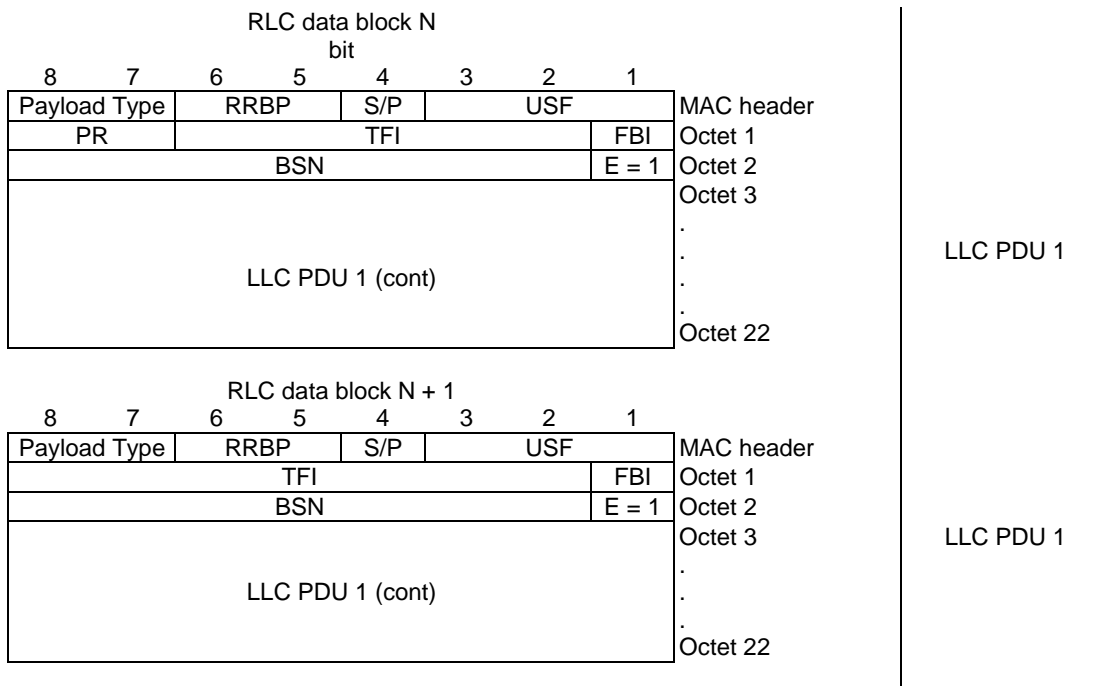 RLC data block N
bit
8 7 6 5 4 3 2 1
Payload Type RRBP S/P USF MAC header
PR TFI FBI Octet 1
BSN E = 1 Octet 2
Octet 3
.
.
LLC PDU 1
LLC PDU 1 (cont)
.
.
Octet 22
RLC data block N + 1
8 7 6 5 4 3 2 1
Payload Type RRBP S/P USF MAC header
TFI FBI Octet 1
BSN E = 1 Octet 2
Octet 3 LLC PDU 1
.
LLC PDU 1 (cont) .
.
Octet 22